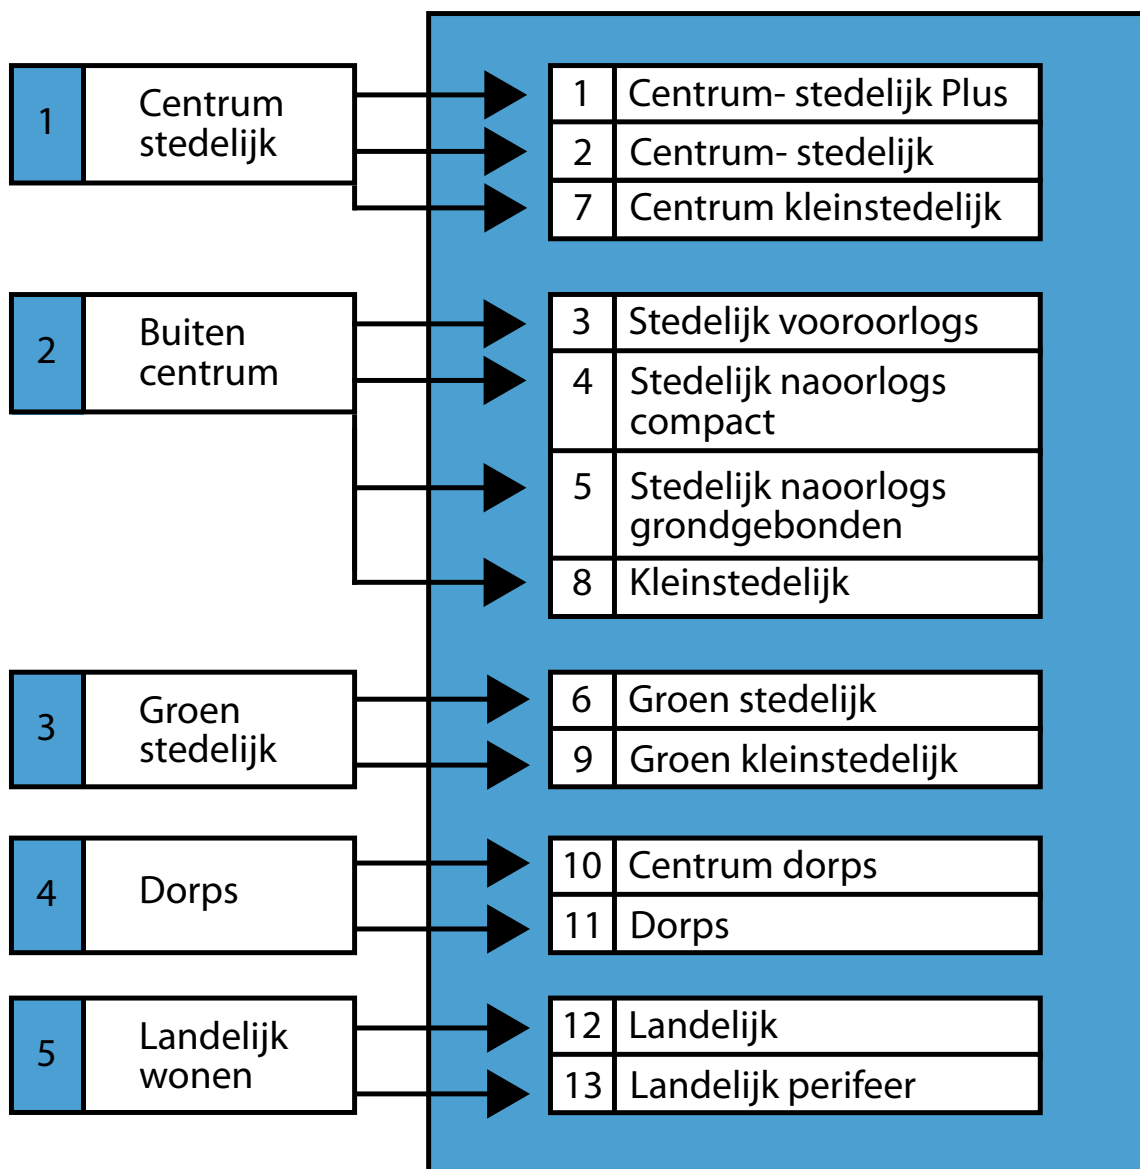 1
Centrum
stedelijk
1 Centrum- stedelijk Plus
2 Centrum- stedelijk
7 Centrum kleinstedelijk
2
Buiten
centrum
3 Stedelijk vooroorlogs
4 Stedelijk naoorlogs
compact
5 Stedelijk naoorlogs
grondgebonden
8 Kleinstedelijk
3
Groen
stedelijk
6 Groen stedelijk
9 Groen kleinstedelijk
4 Dorps
10 Centrum dorps
11 Dorps
5
Landelijk
wonen
12 Landelijk
13 Landelijk perifeer